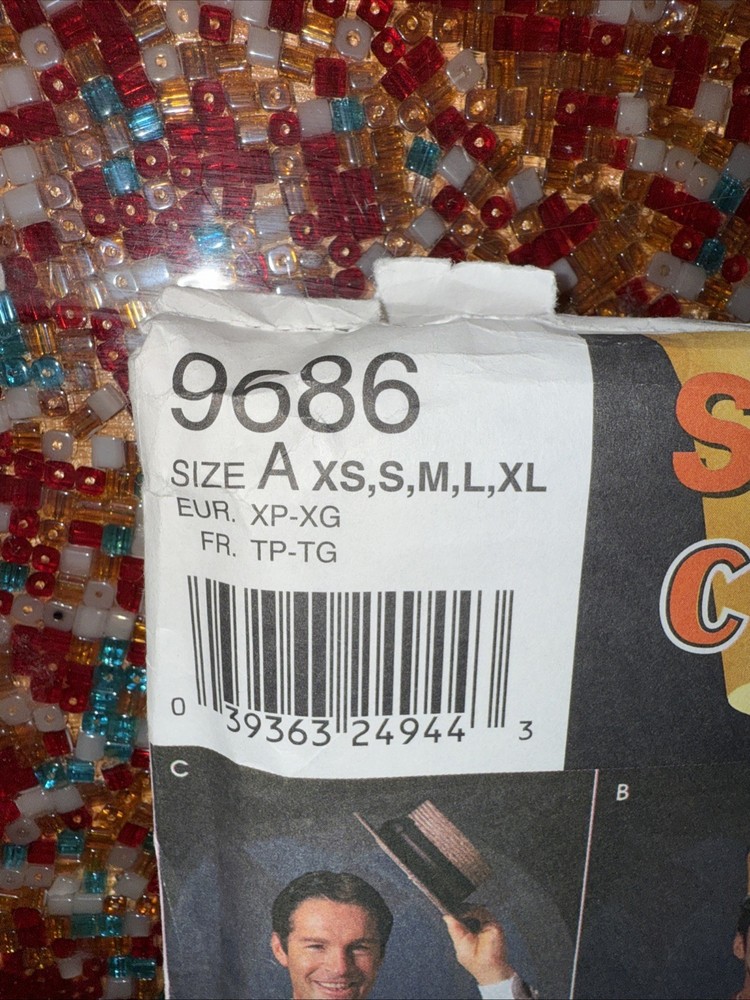 9686
SIZE A XS,S,M,L,XL
EUR. XP-XG
FR. TP-TG
0 39363 24944 3
S
C
C
B